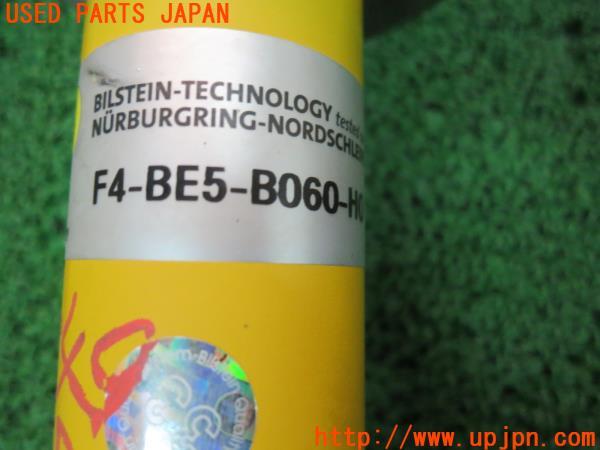 USED PARTS JAPAN
BILSTEIN-TECHNOLOGY tested
NÜRBURGRING-NORDSCHLEI
F4-BE5-B060-H
http://www.upjpn.com/